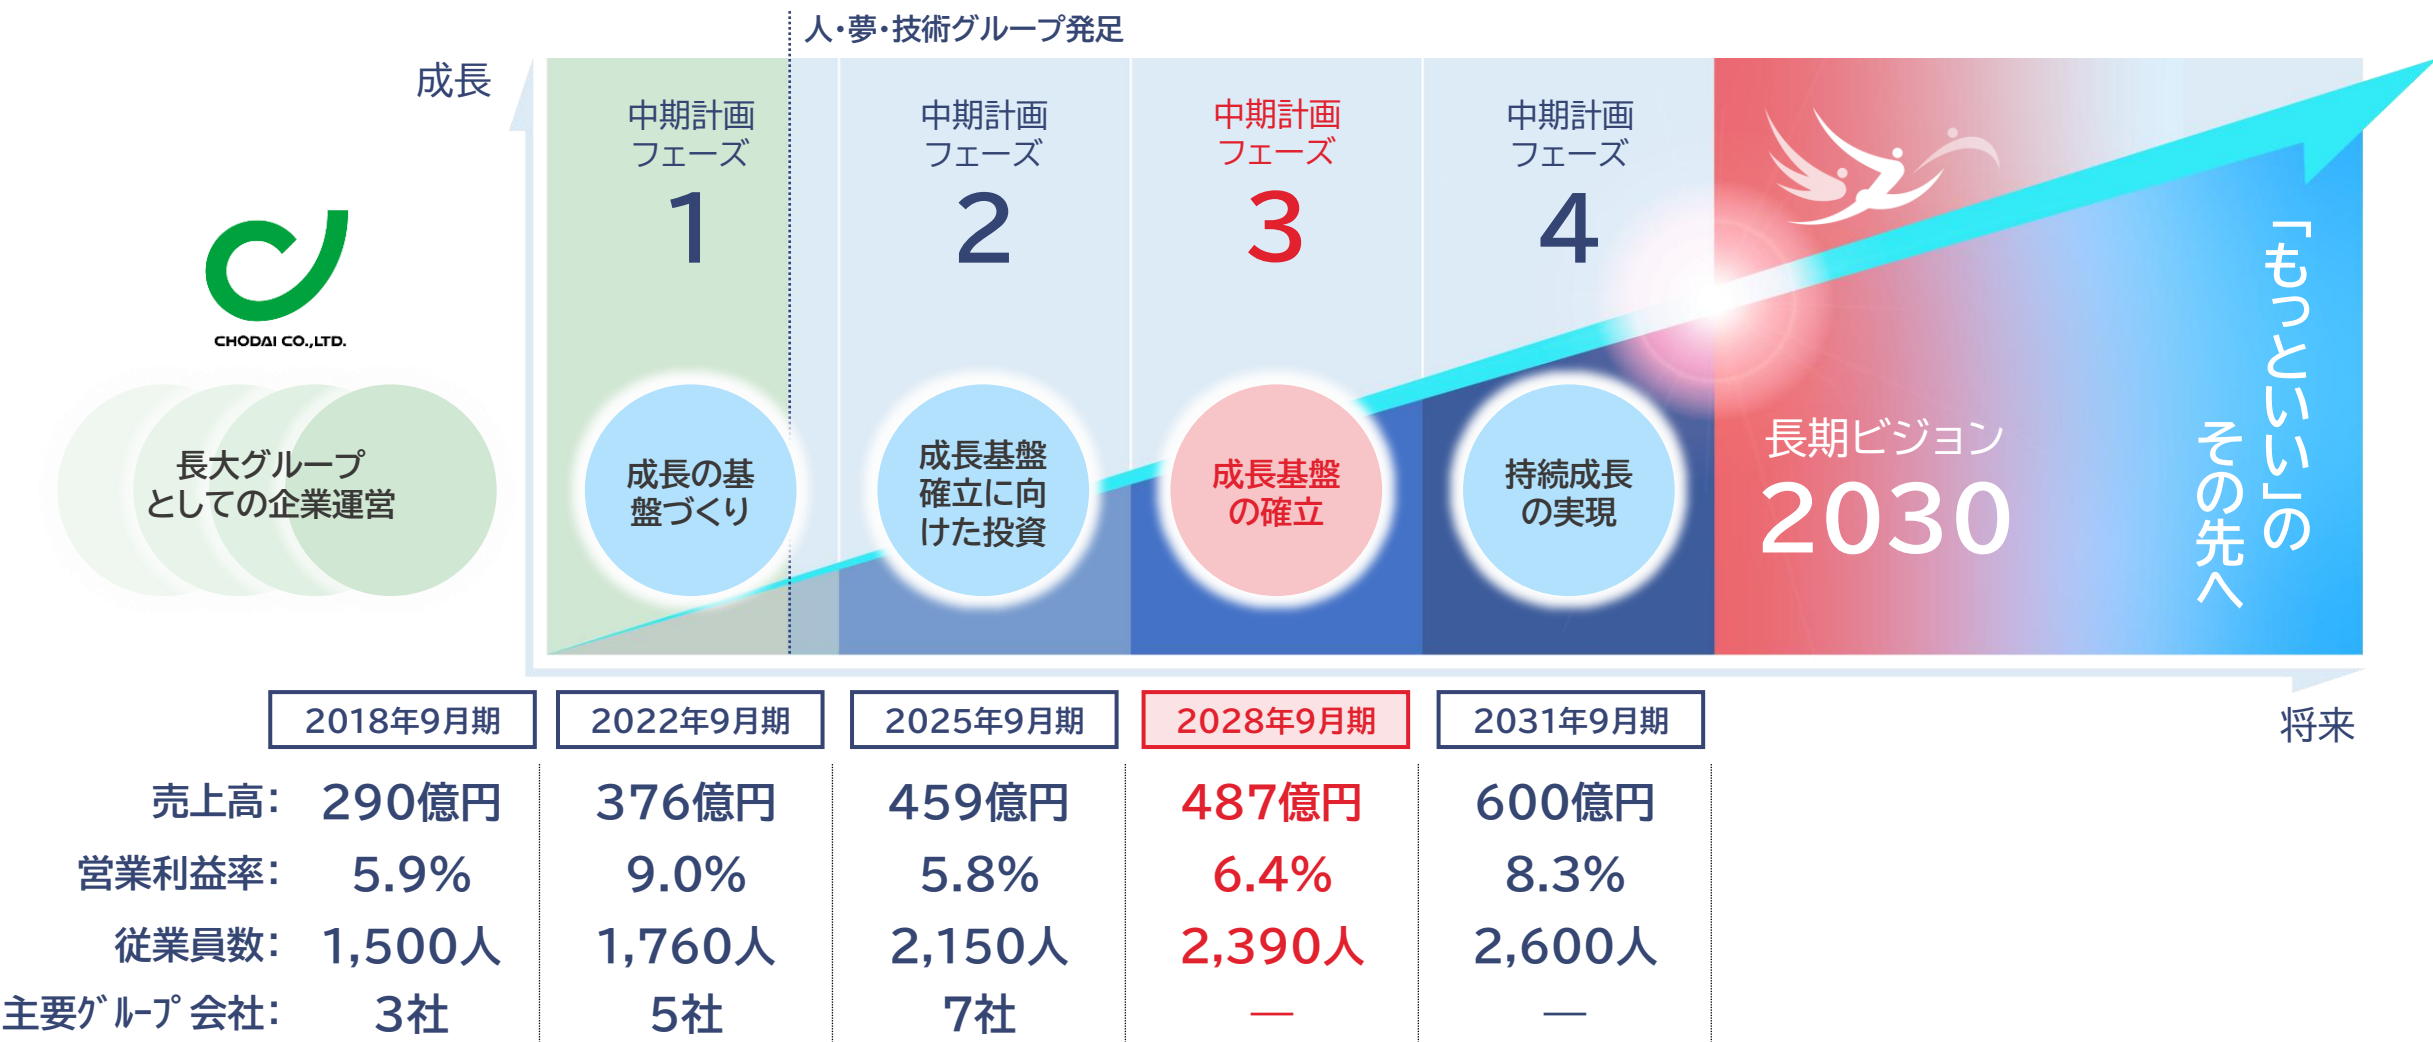 人・夢・技術グループ発足
成長
中期計画
フェーズ
1
中期計画
フェーズ
2
中期計画
フェーズ
3
中期計画
フェーズ
4
CHODAI CO.,LTD.
長大グループ
としての企業運営
成長の基
盤づくり
成長基盤
確立に向
けた投資
成長基盤
の確立
持続成長
の実現
長期ビジョン
2030
「もっといい」の
その先へ
将来
2018年9月期 2022年9月期 2025年9月期 2028年9月期 2031年9月期
売上高： 290億円 376億円 459億円 487億円 600億円
営業利益率： 5.9% 9.0% 5.8% 6.4% 8.3%
従業員数： 1,500人 1,760人 2,150人 2,390人 2,600人
主要ｸﾞﾙｰﾌﾟ会社： 3社 5社 7社 ― ―